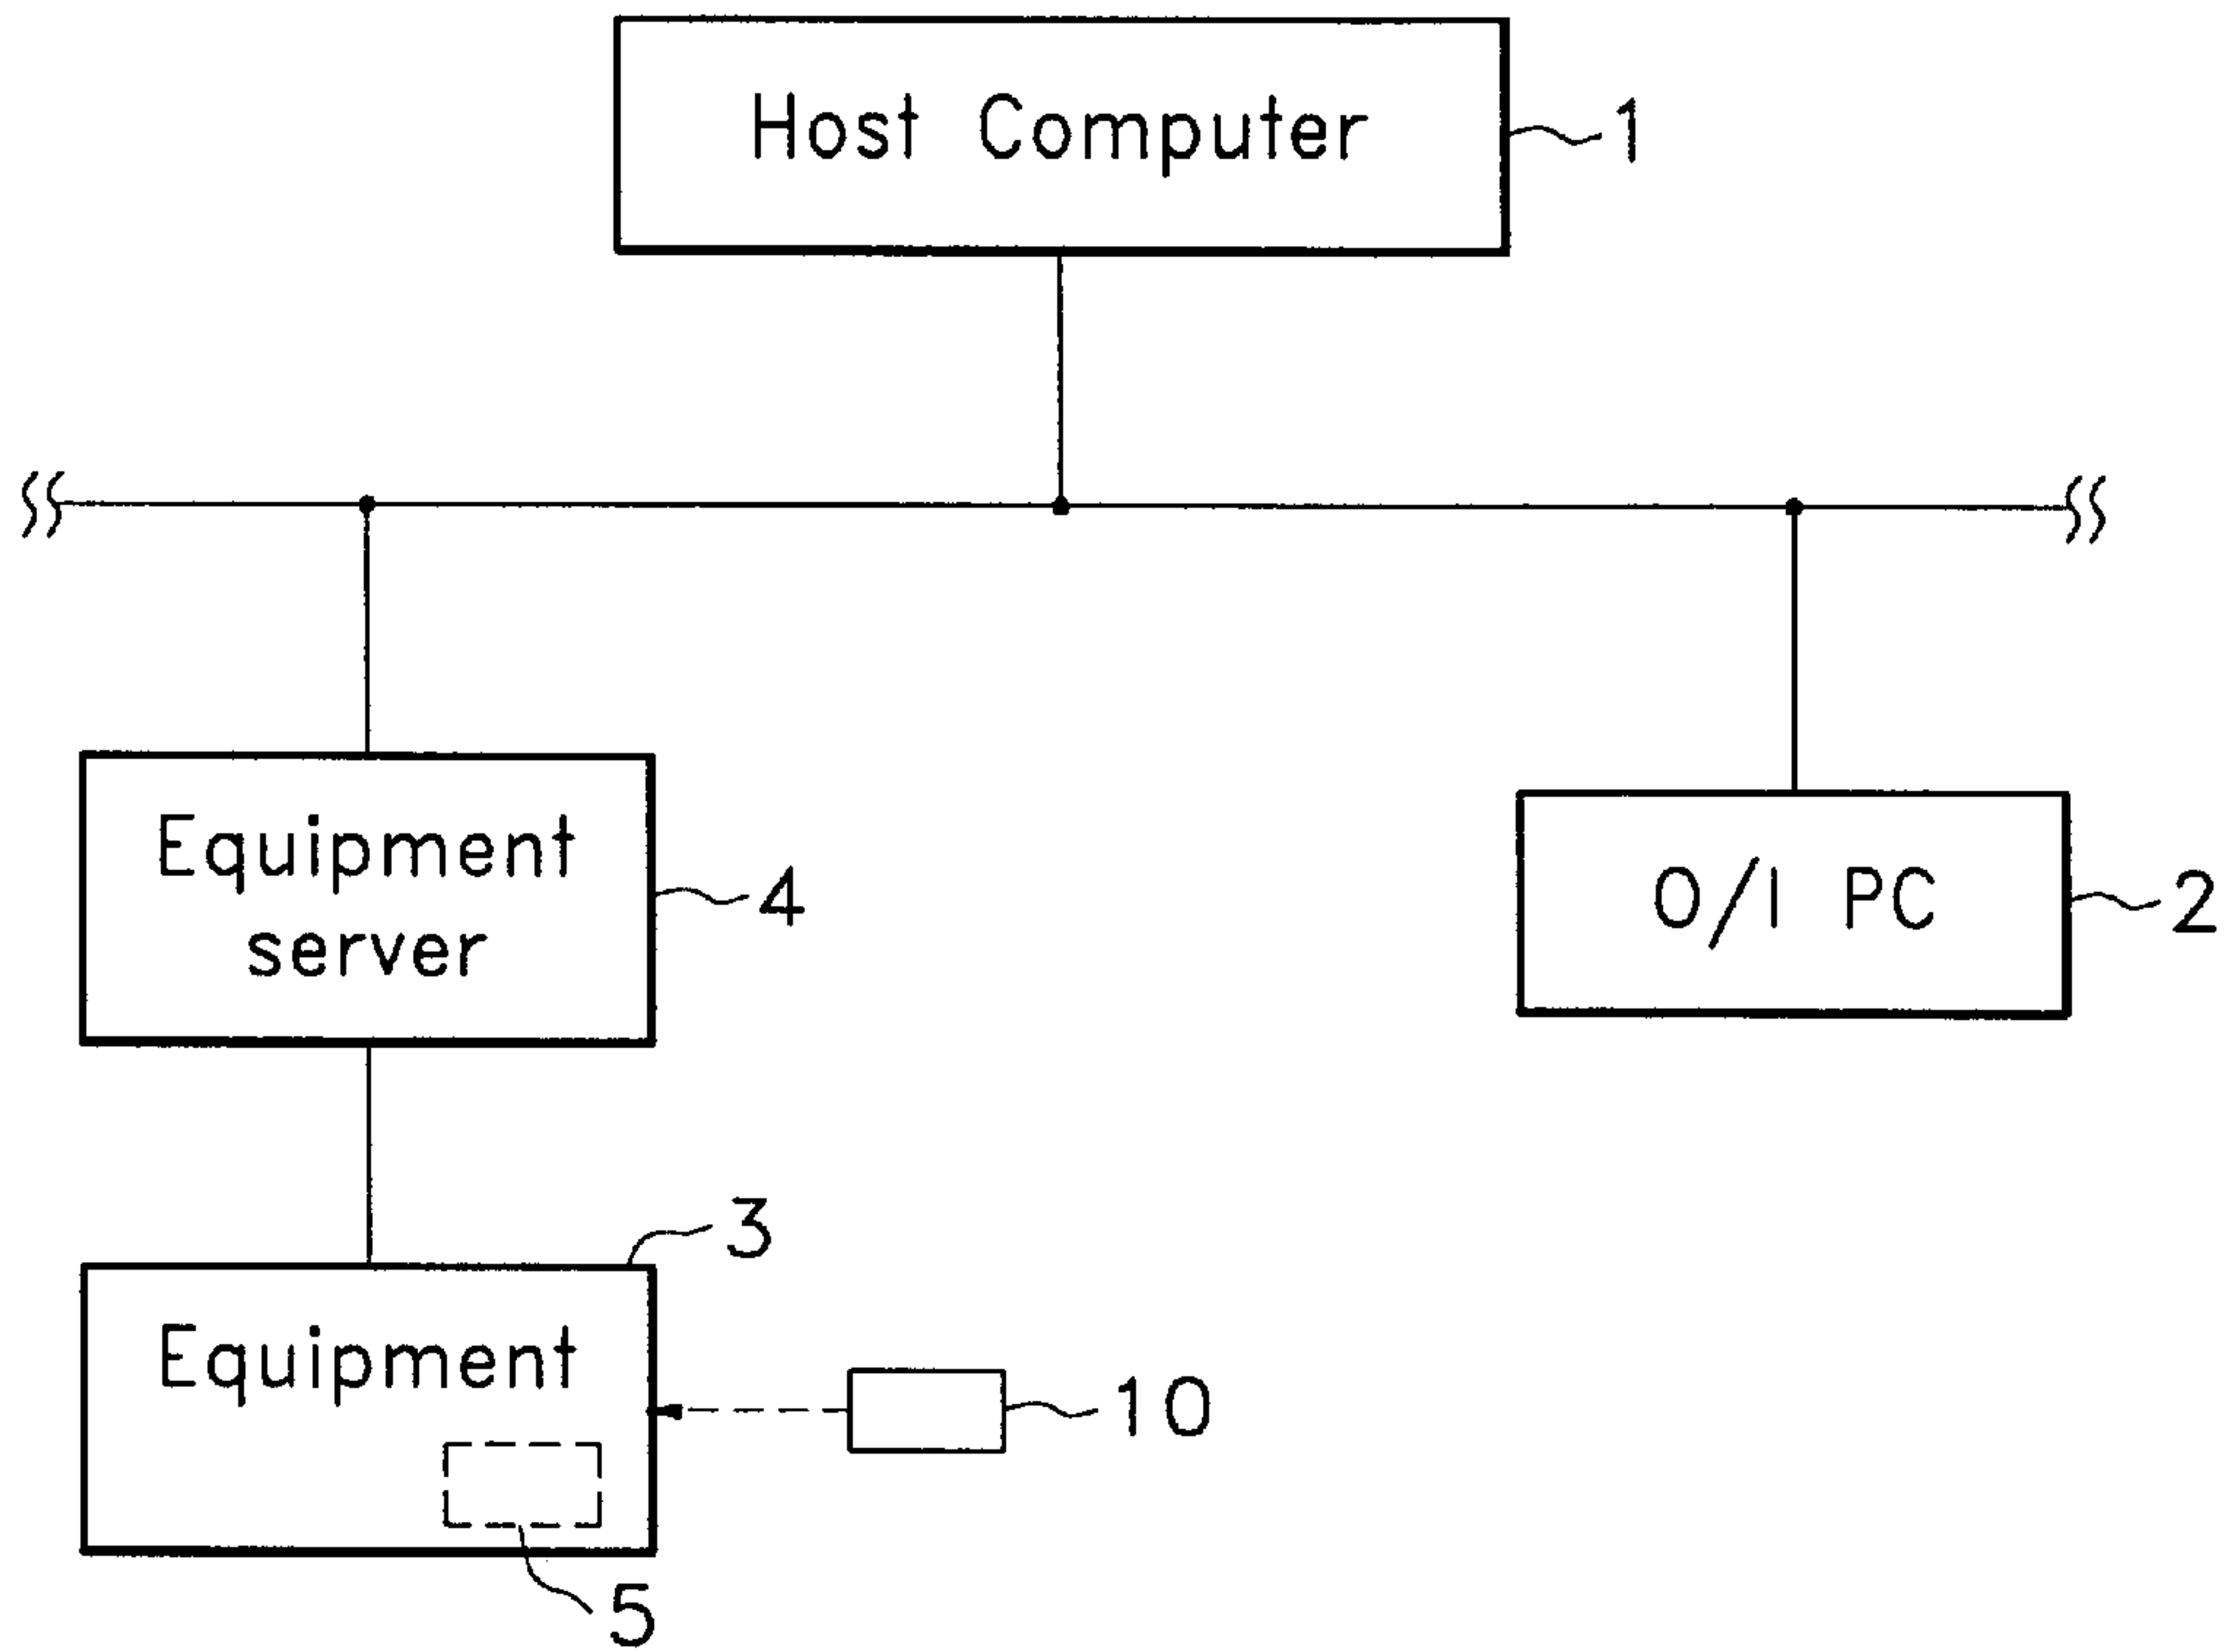 Host Computer
1
Equipment
server
4
O/I PC
2
3
Equipment
10
5